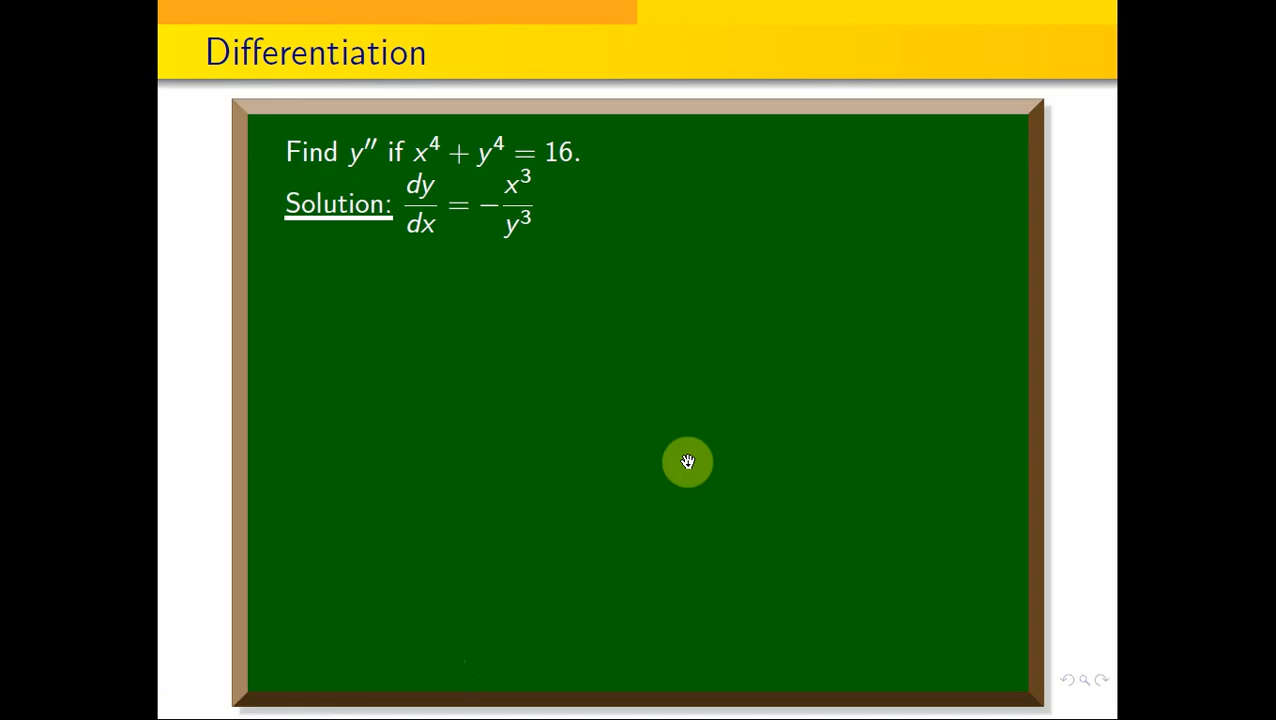 Differentiation
Find y″ if x⁴ + y⁴ = 16.
Solution: dy/dx = −x³/y³